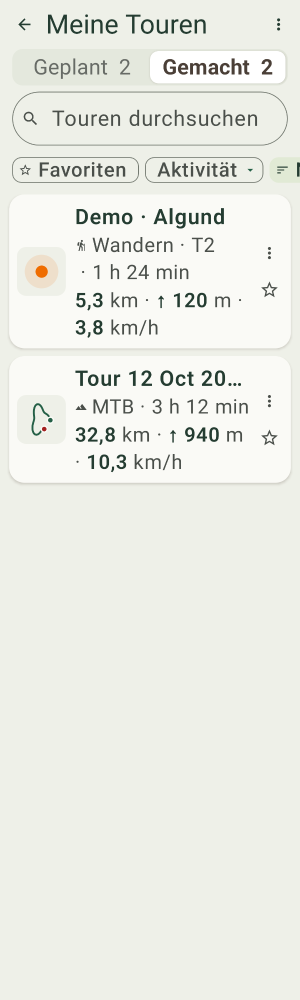 Meine Touren
Geplant 2
Gemacht 2
Touren durchsuchen
Favoriten
Aktivität
Demo · Algund
Wandern · T2
· 1 h 24 min
5,3 km · ↑ 120 m ·
3,8 km/h
Tour 12 Oct 20…
MTB · 3 h 12 min
32,8 km · ↑ 940 m
· 10,3 km/h